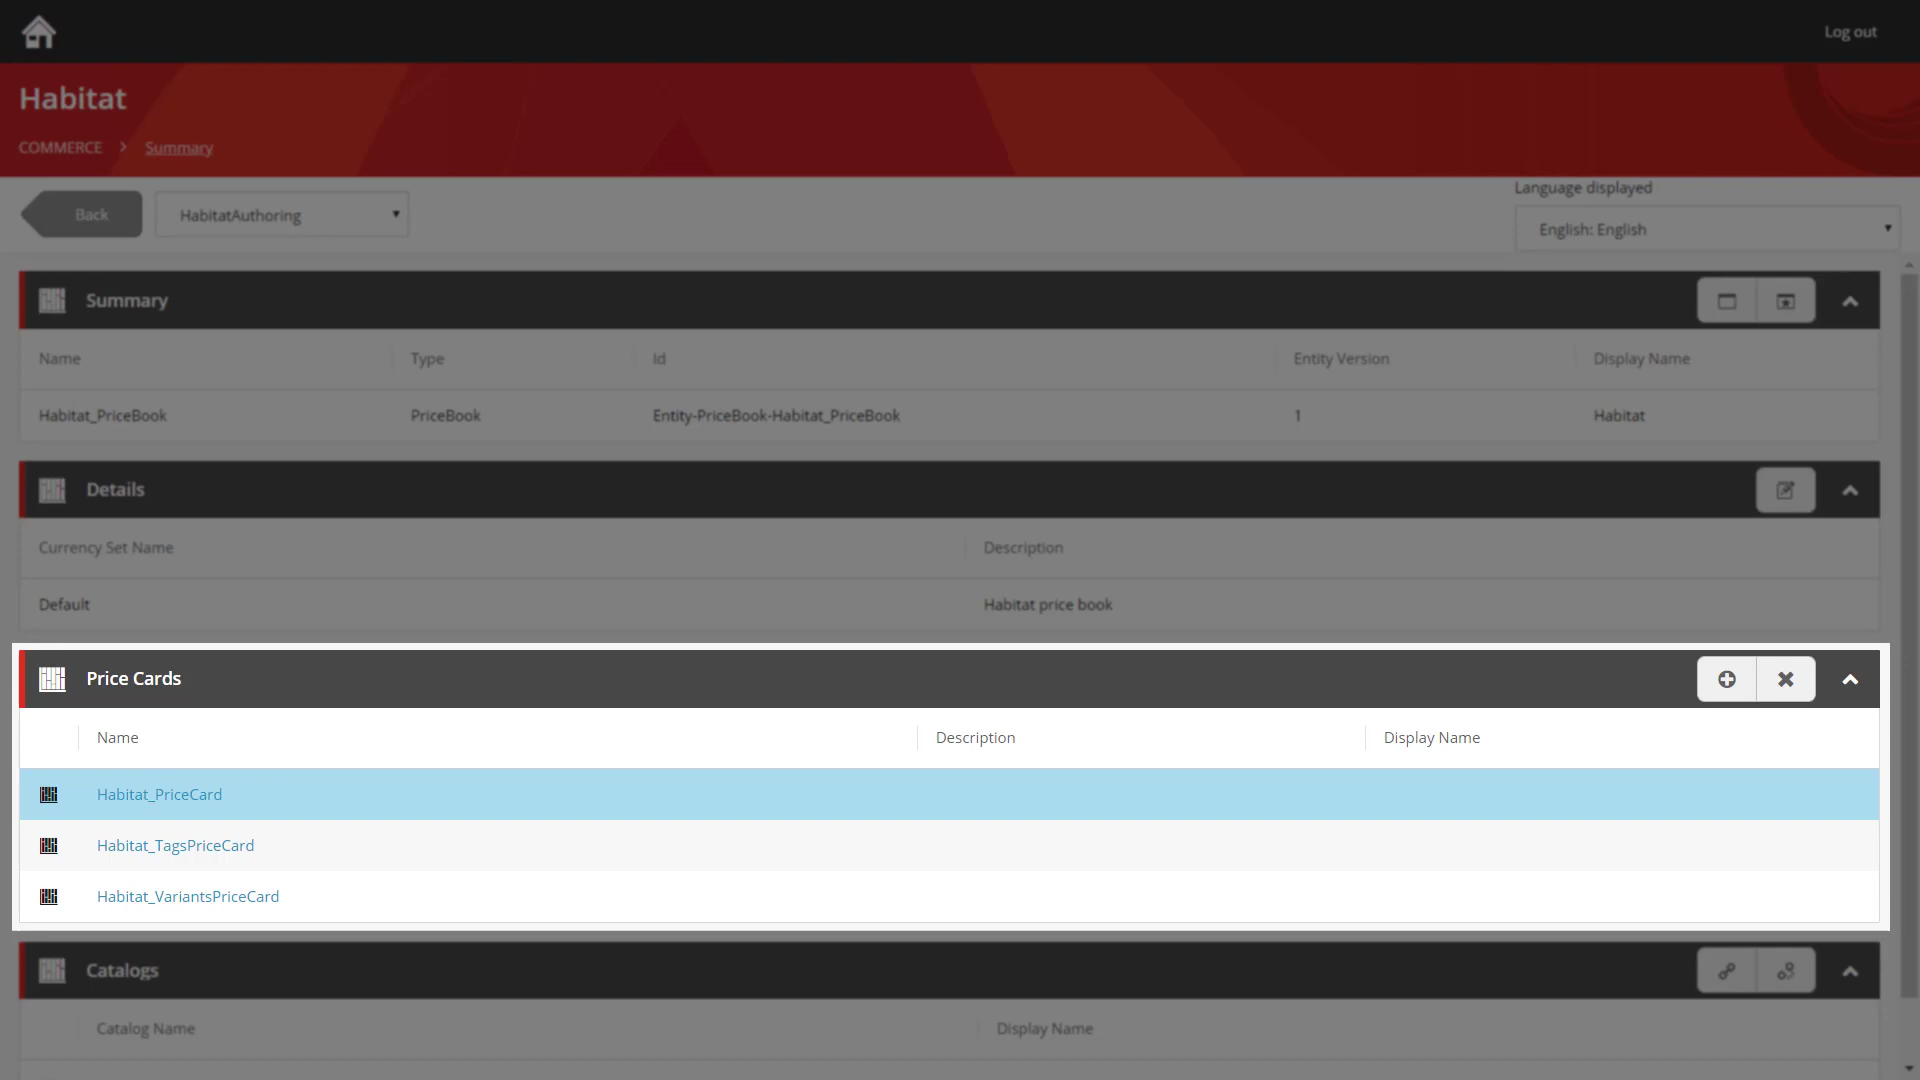 Log out
Habitat
COMMERCE > Summary
Back
HabitatAuthoring
Language displayed
English: English
Summary
Name Type Id Entity Version Display Name
Habitat_PriceBook PriceBook Entity-PriceBook-Habitat_PriceBook 1 Habitat
Details
Currency Set Name Description
Default Habitat price book
Price Cards
Name Description Display Name
Habitat_PriceCard
Habitat_TagsPriceCard
Habitat_VariantsPriceCard
Catalogs
Catalog Name Display Name